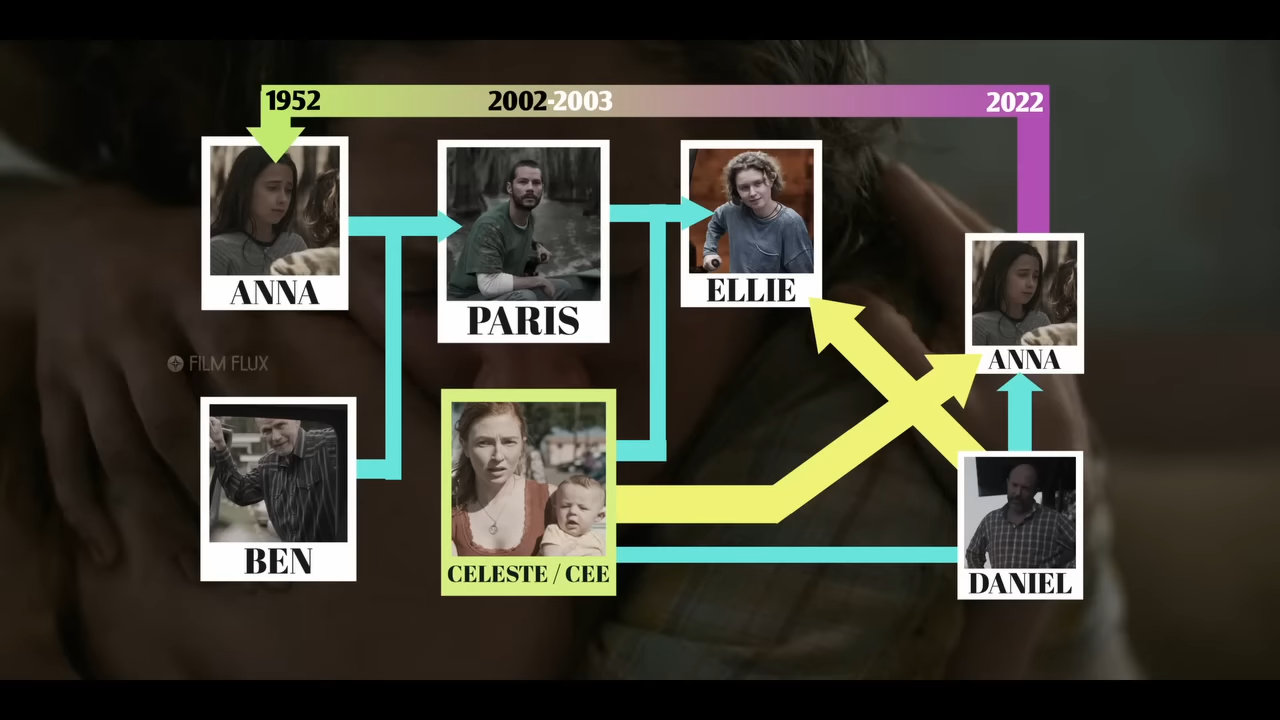 1952
2002-2003
2022
ANNA
PARIS
ELLIE
ANNA
FILM FLUX
BEN
CELESTE / CEE
DANIEL